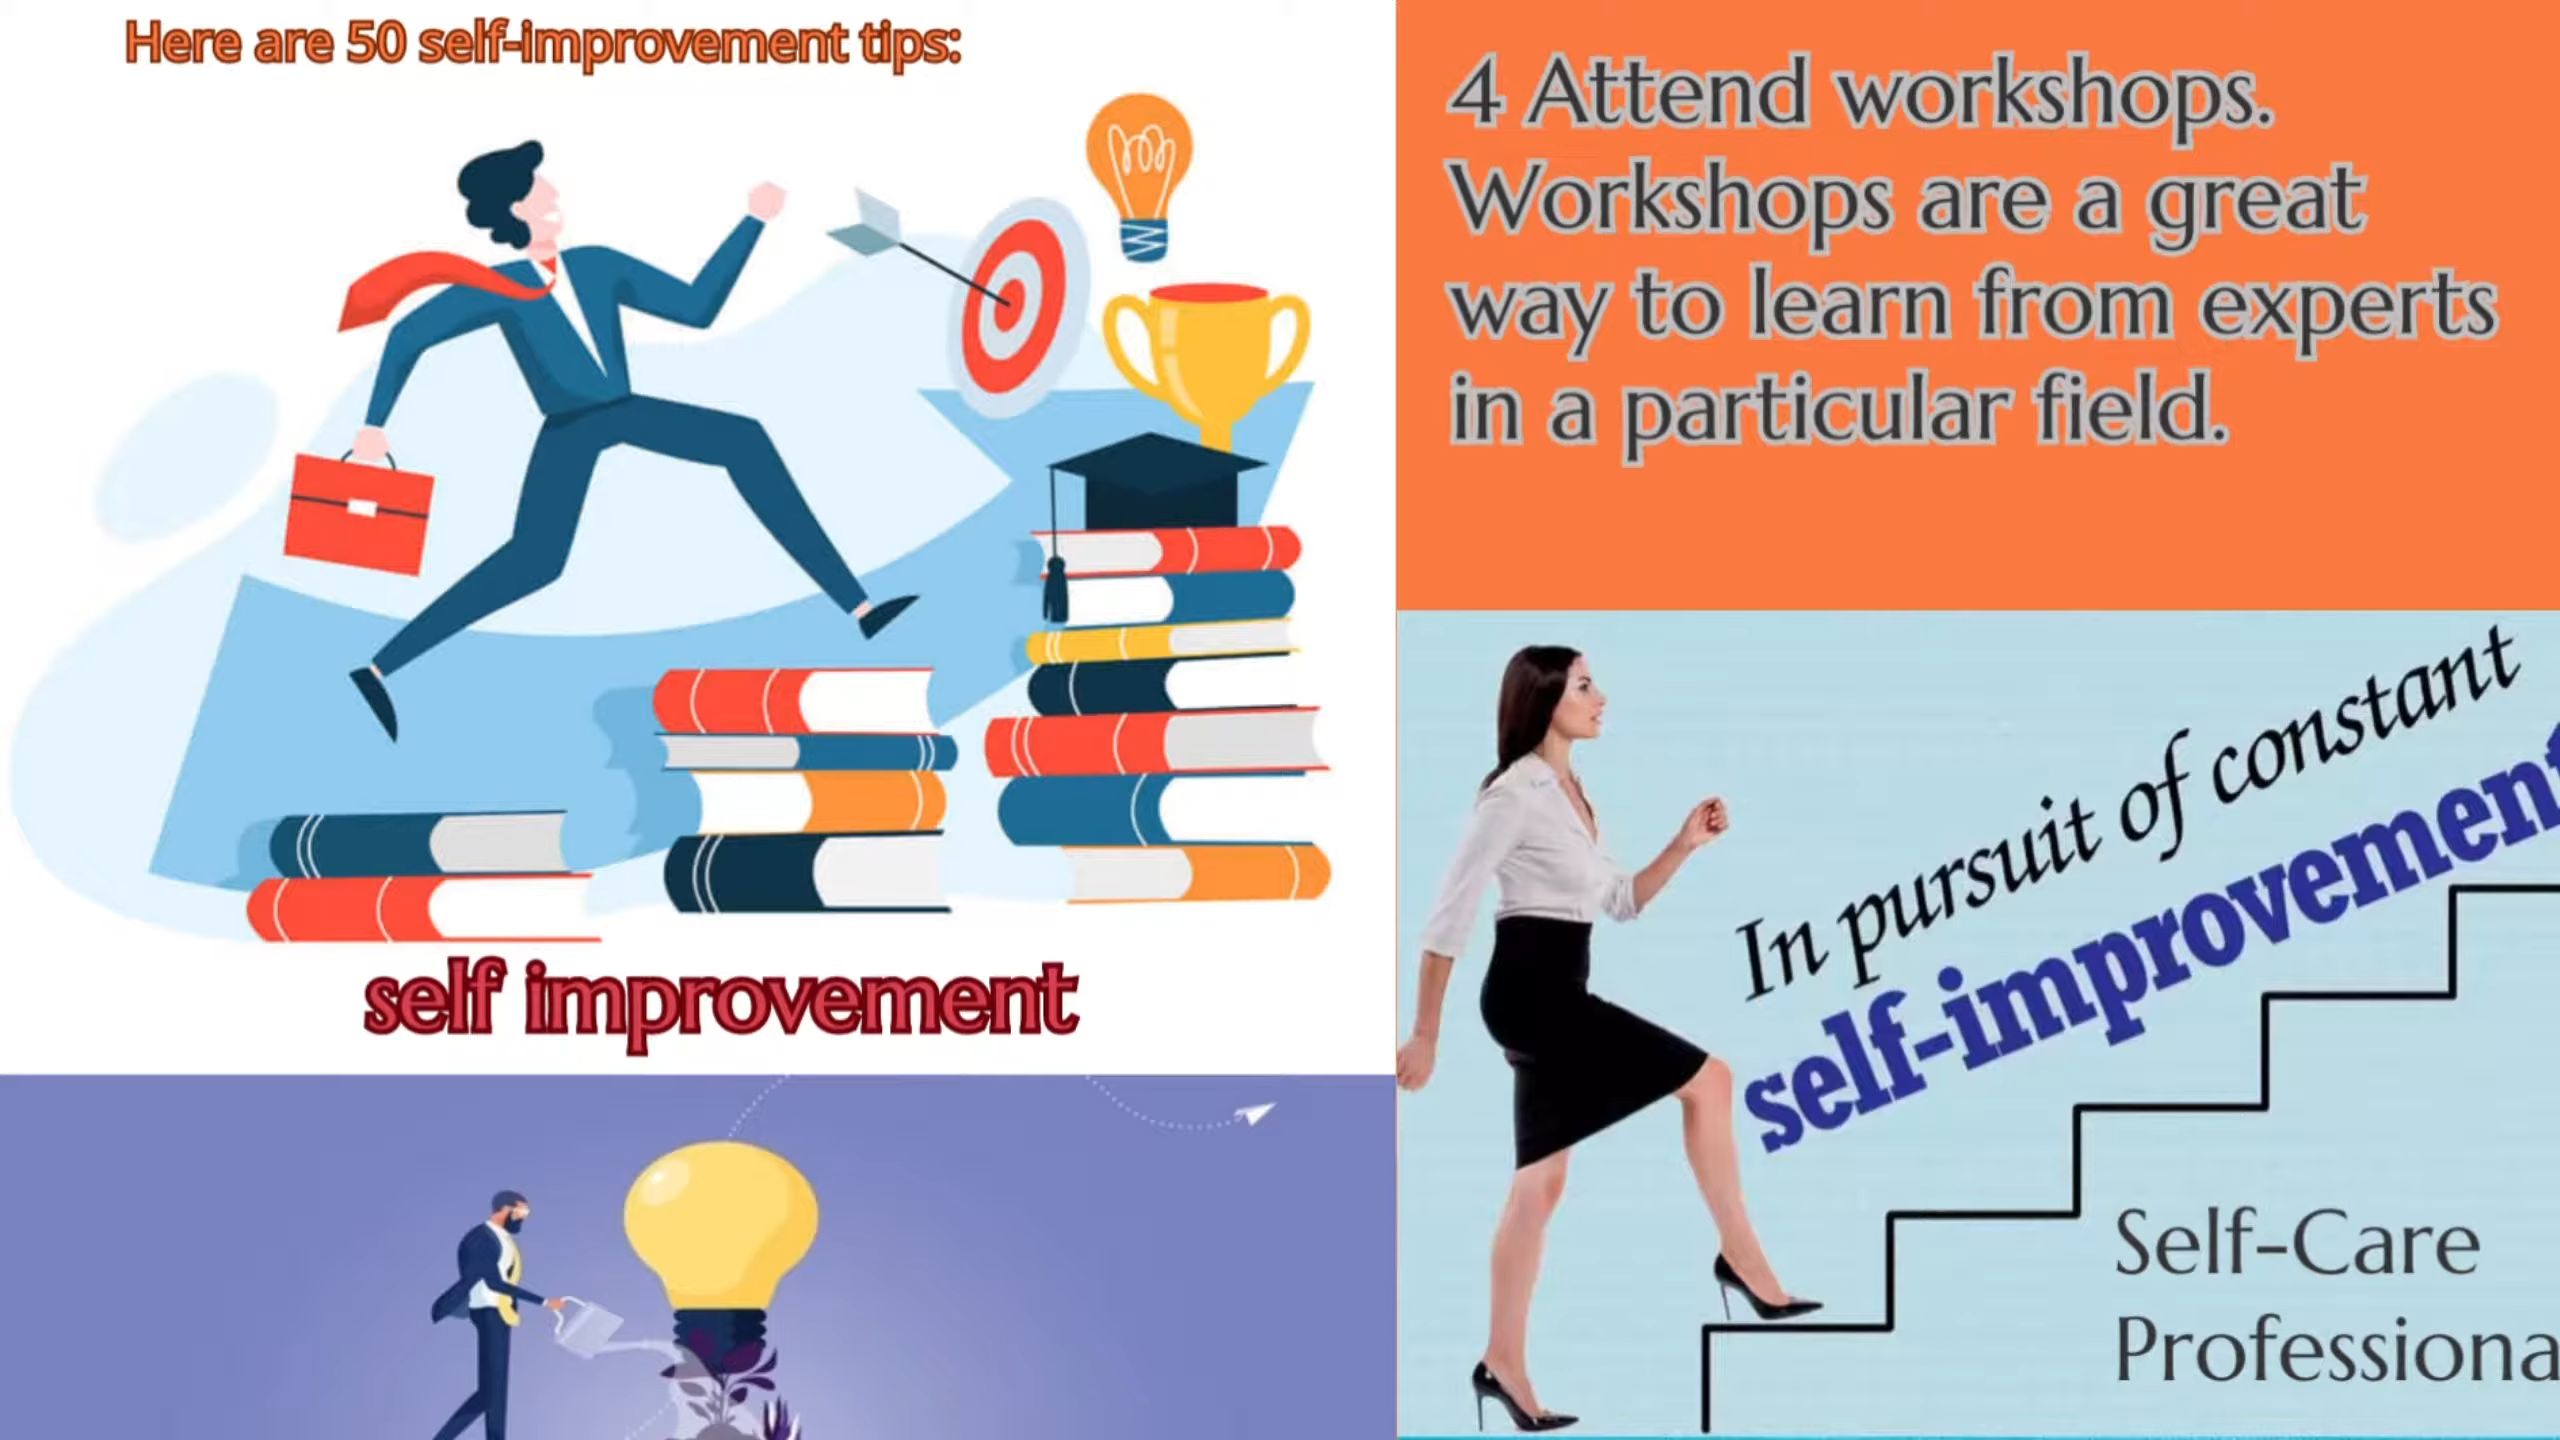 Here are 50 self-improvement tips:
self improvement
4 Attend workshops.
Workshops are a great
way to learn from experts
in a particular field.
In pursuit of constant
self-improvement
Self-Care
Professiona